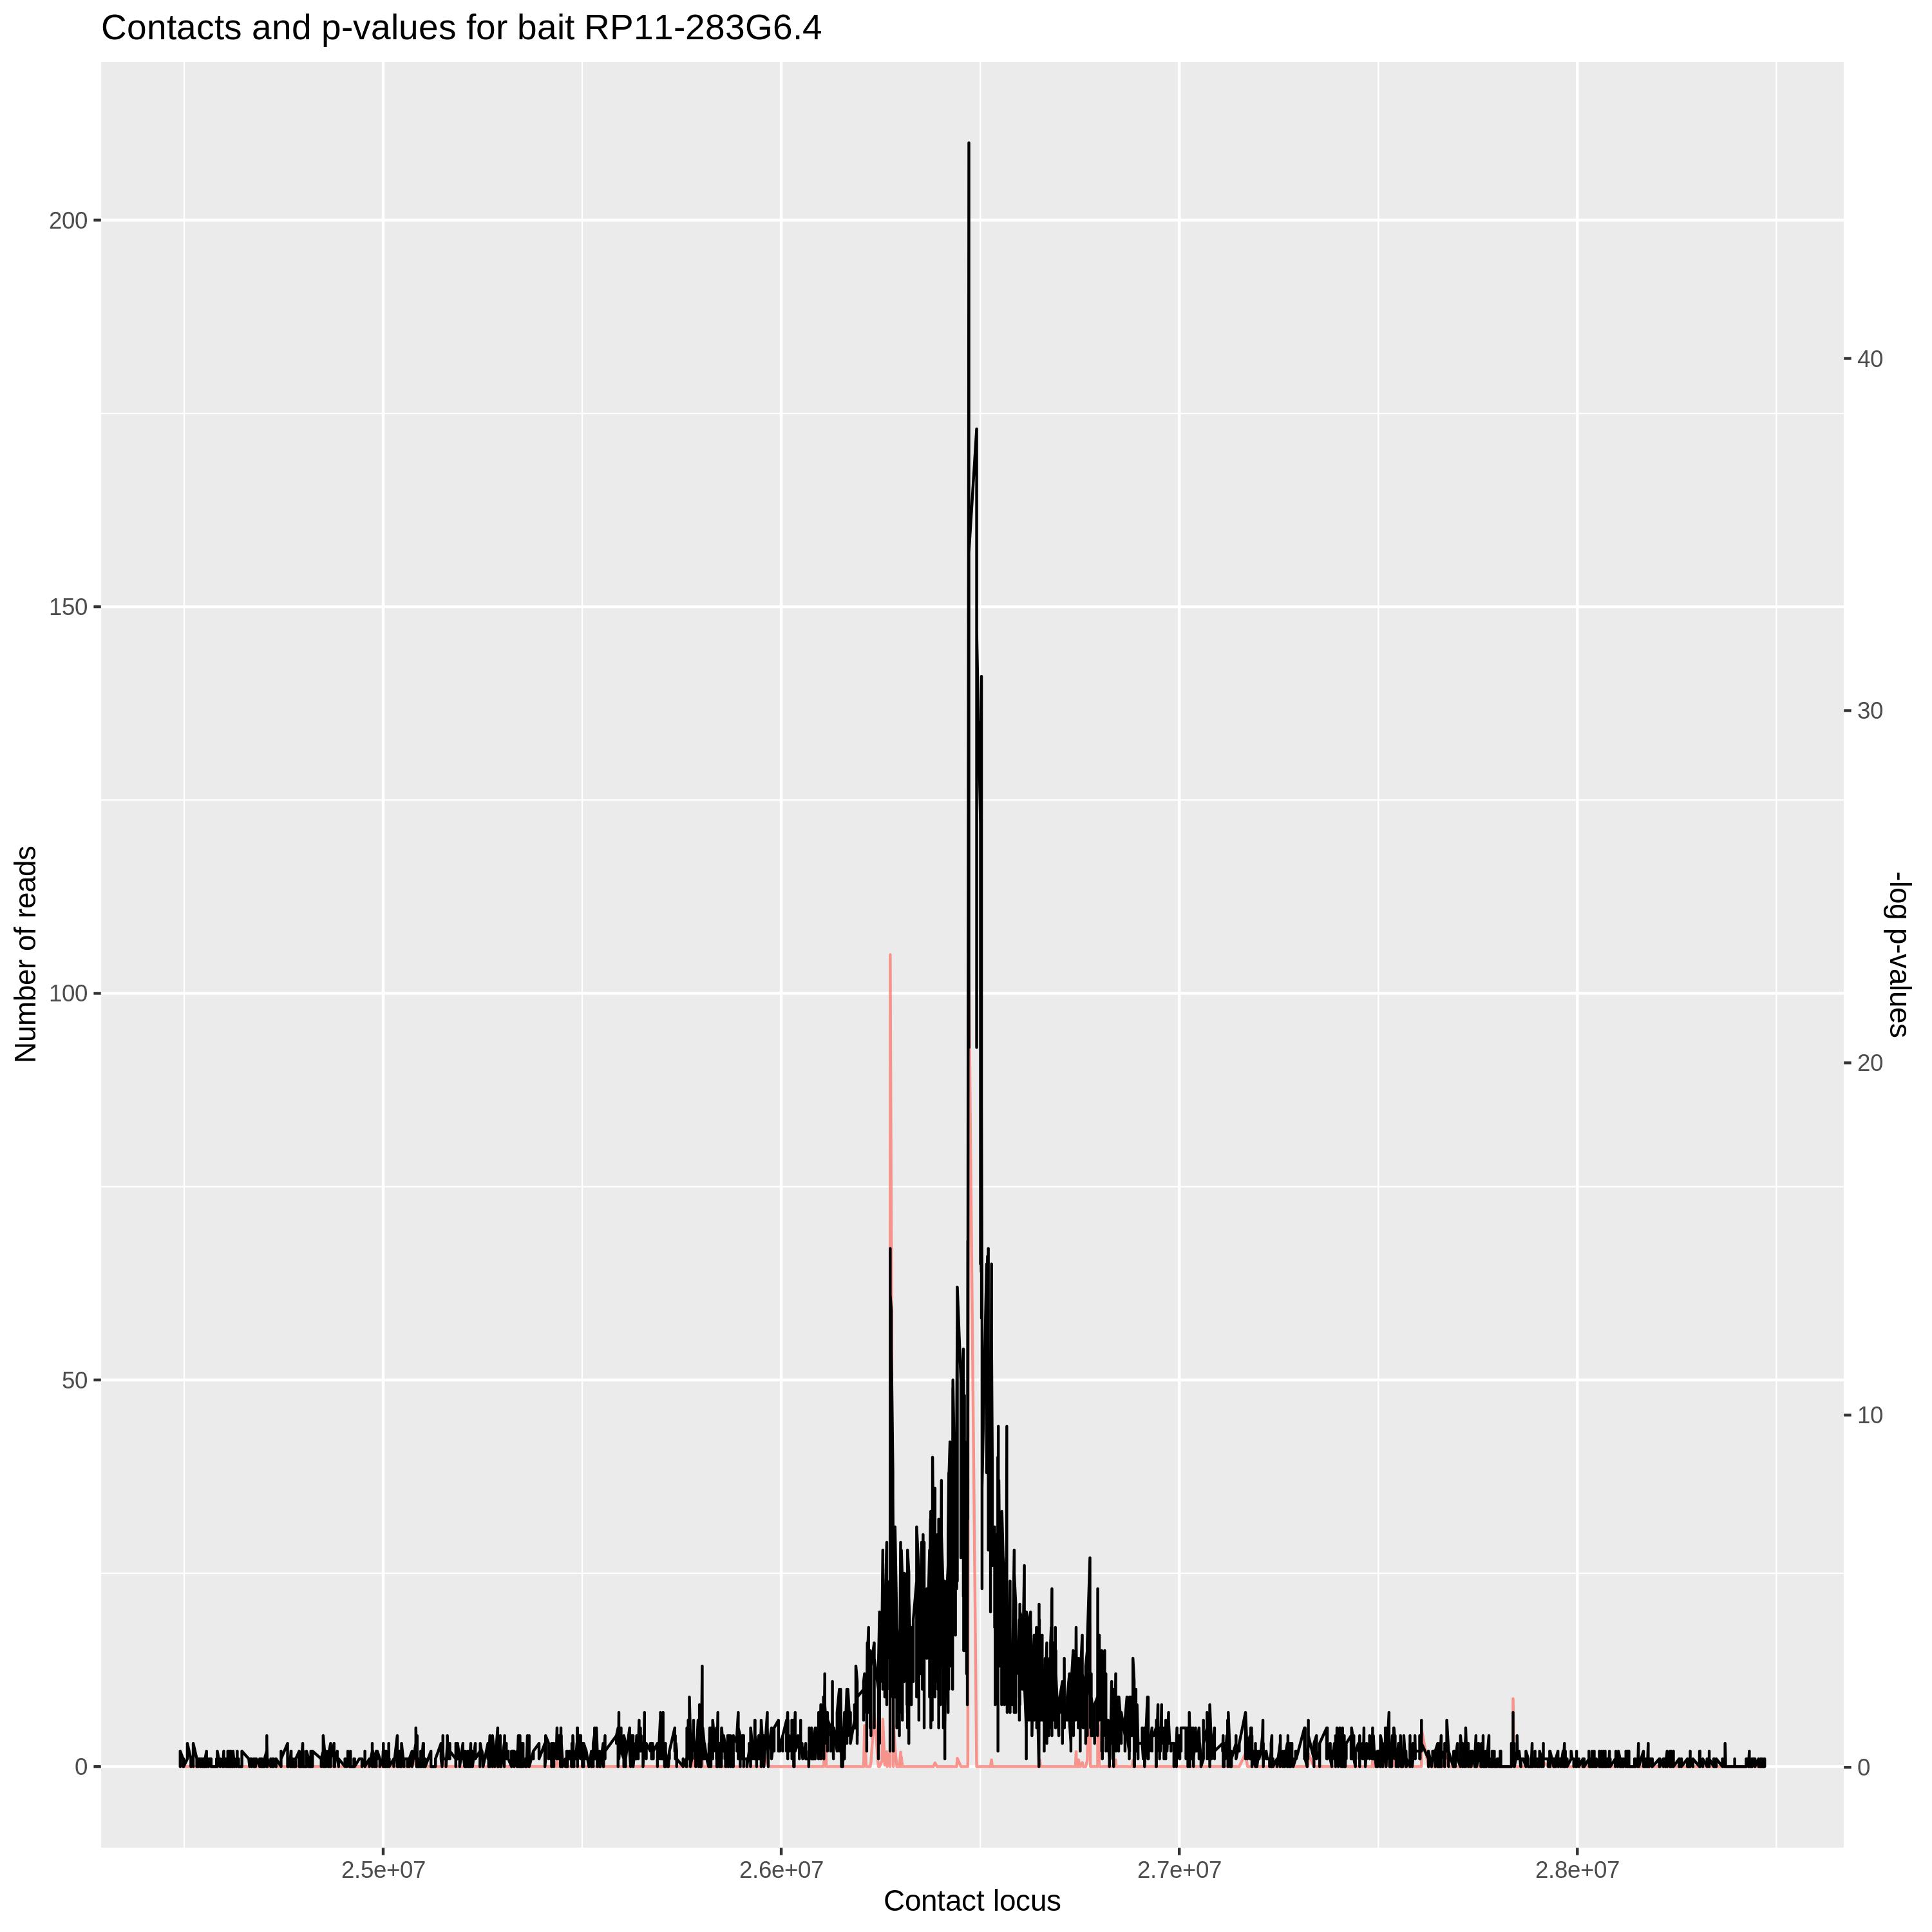 Contacts and p-values for bait RP11-283G6.4
200
150
100
50
0
Number of reads
40
30
20
10
0
-log p-values
2.5e+07
2.6e+07
2.7e+07
2.8e+07
Contact locus